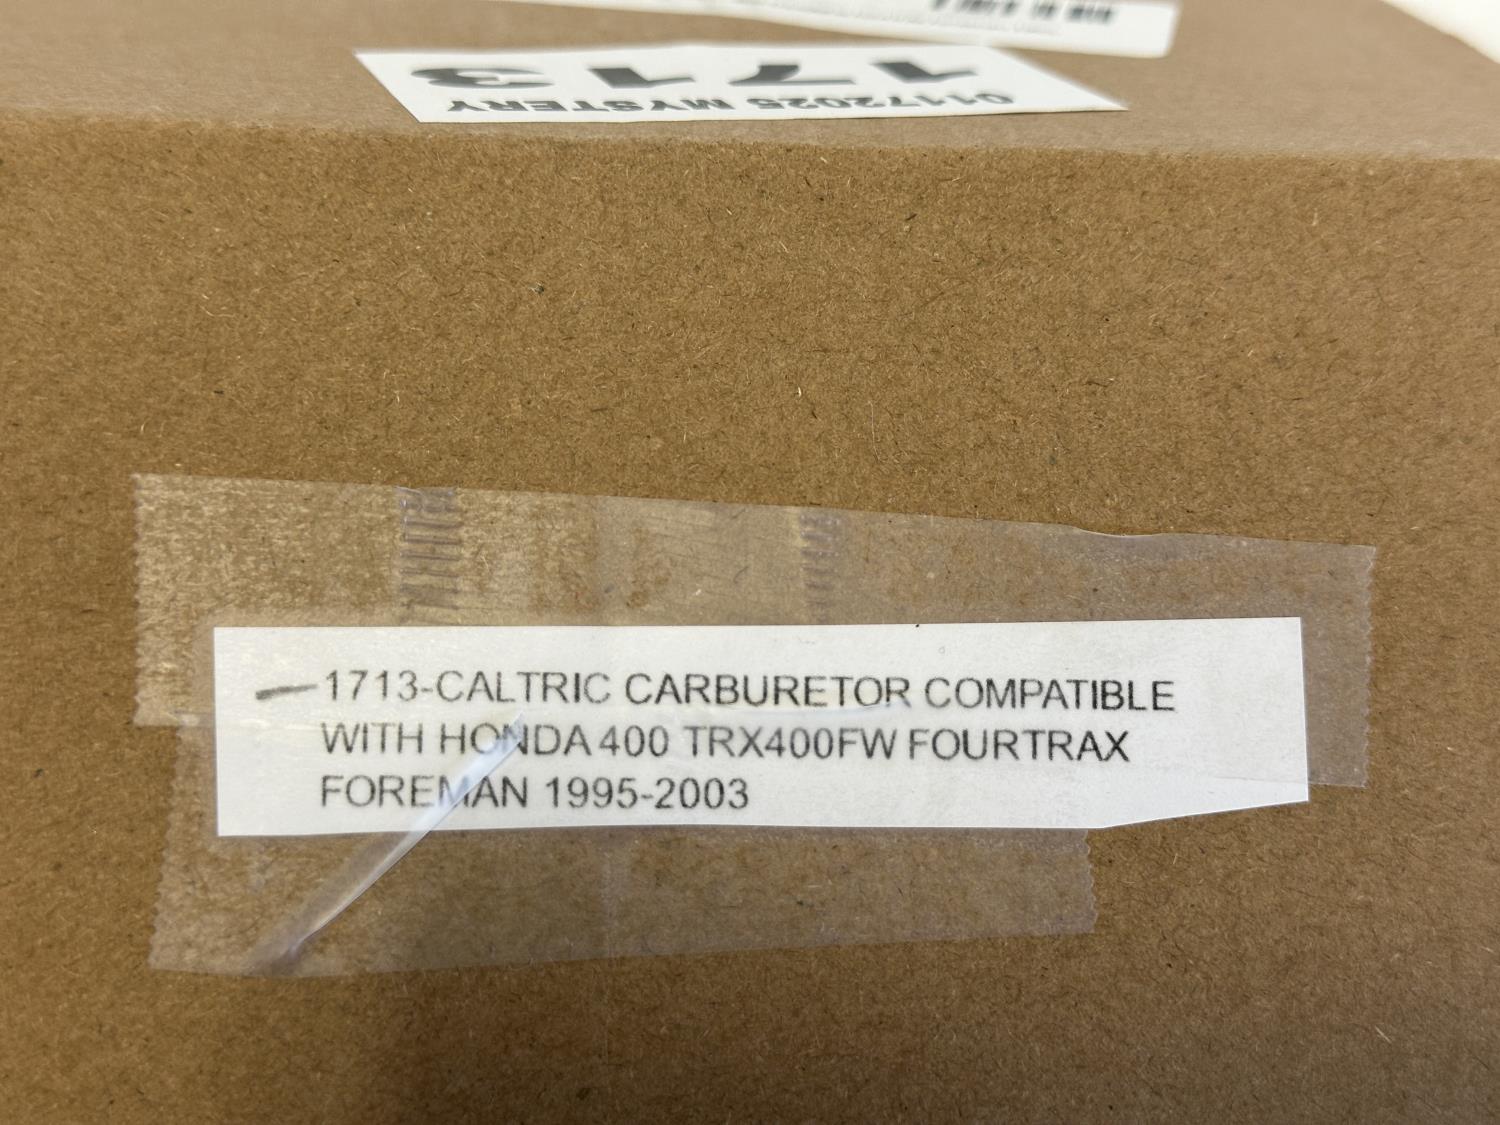 01172025 MYSTERY
1713
1713-CALTRIC CARBURETOR COMPATIBLE
WITH HONDA 400 TRX400FW FOURTRAX
FOREMAN 1995-2003